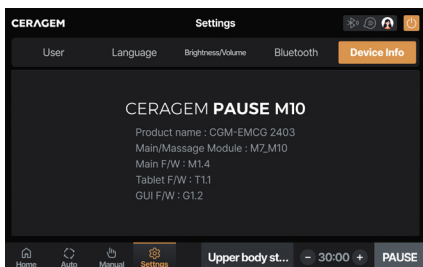 CERAGEM Settings
User Language Brightness/Volume Bluetooth Device Info
CERAGEM PAUSE M10
Product name : CGM-EMCG 2403
Main/Massage Module : M7_M10
Main F/W : M1.4
Tablet F/W : T1.1
GUI F/W : G1.2
Home Auto Manual Settngs Upper body st... - 30:00 + PAUSE